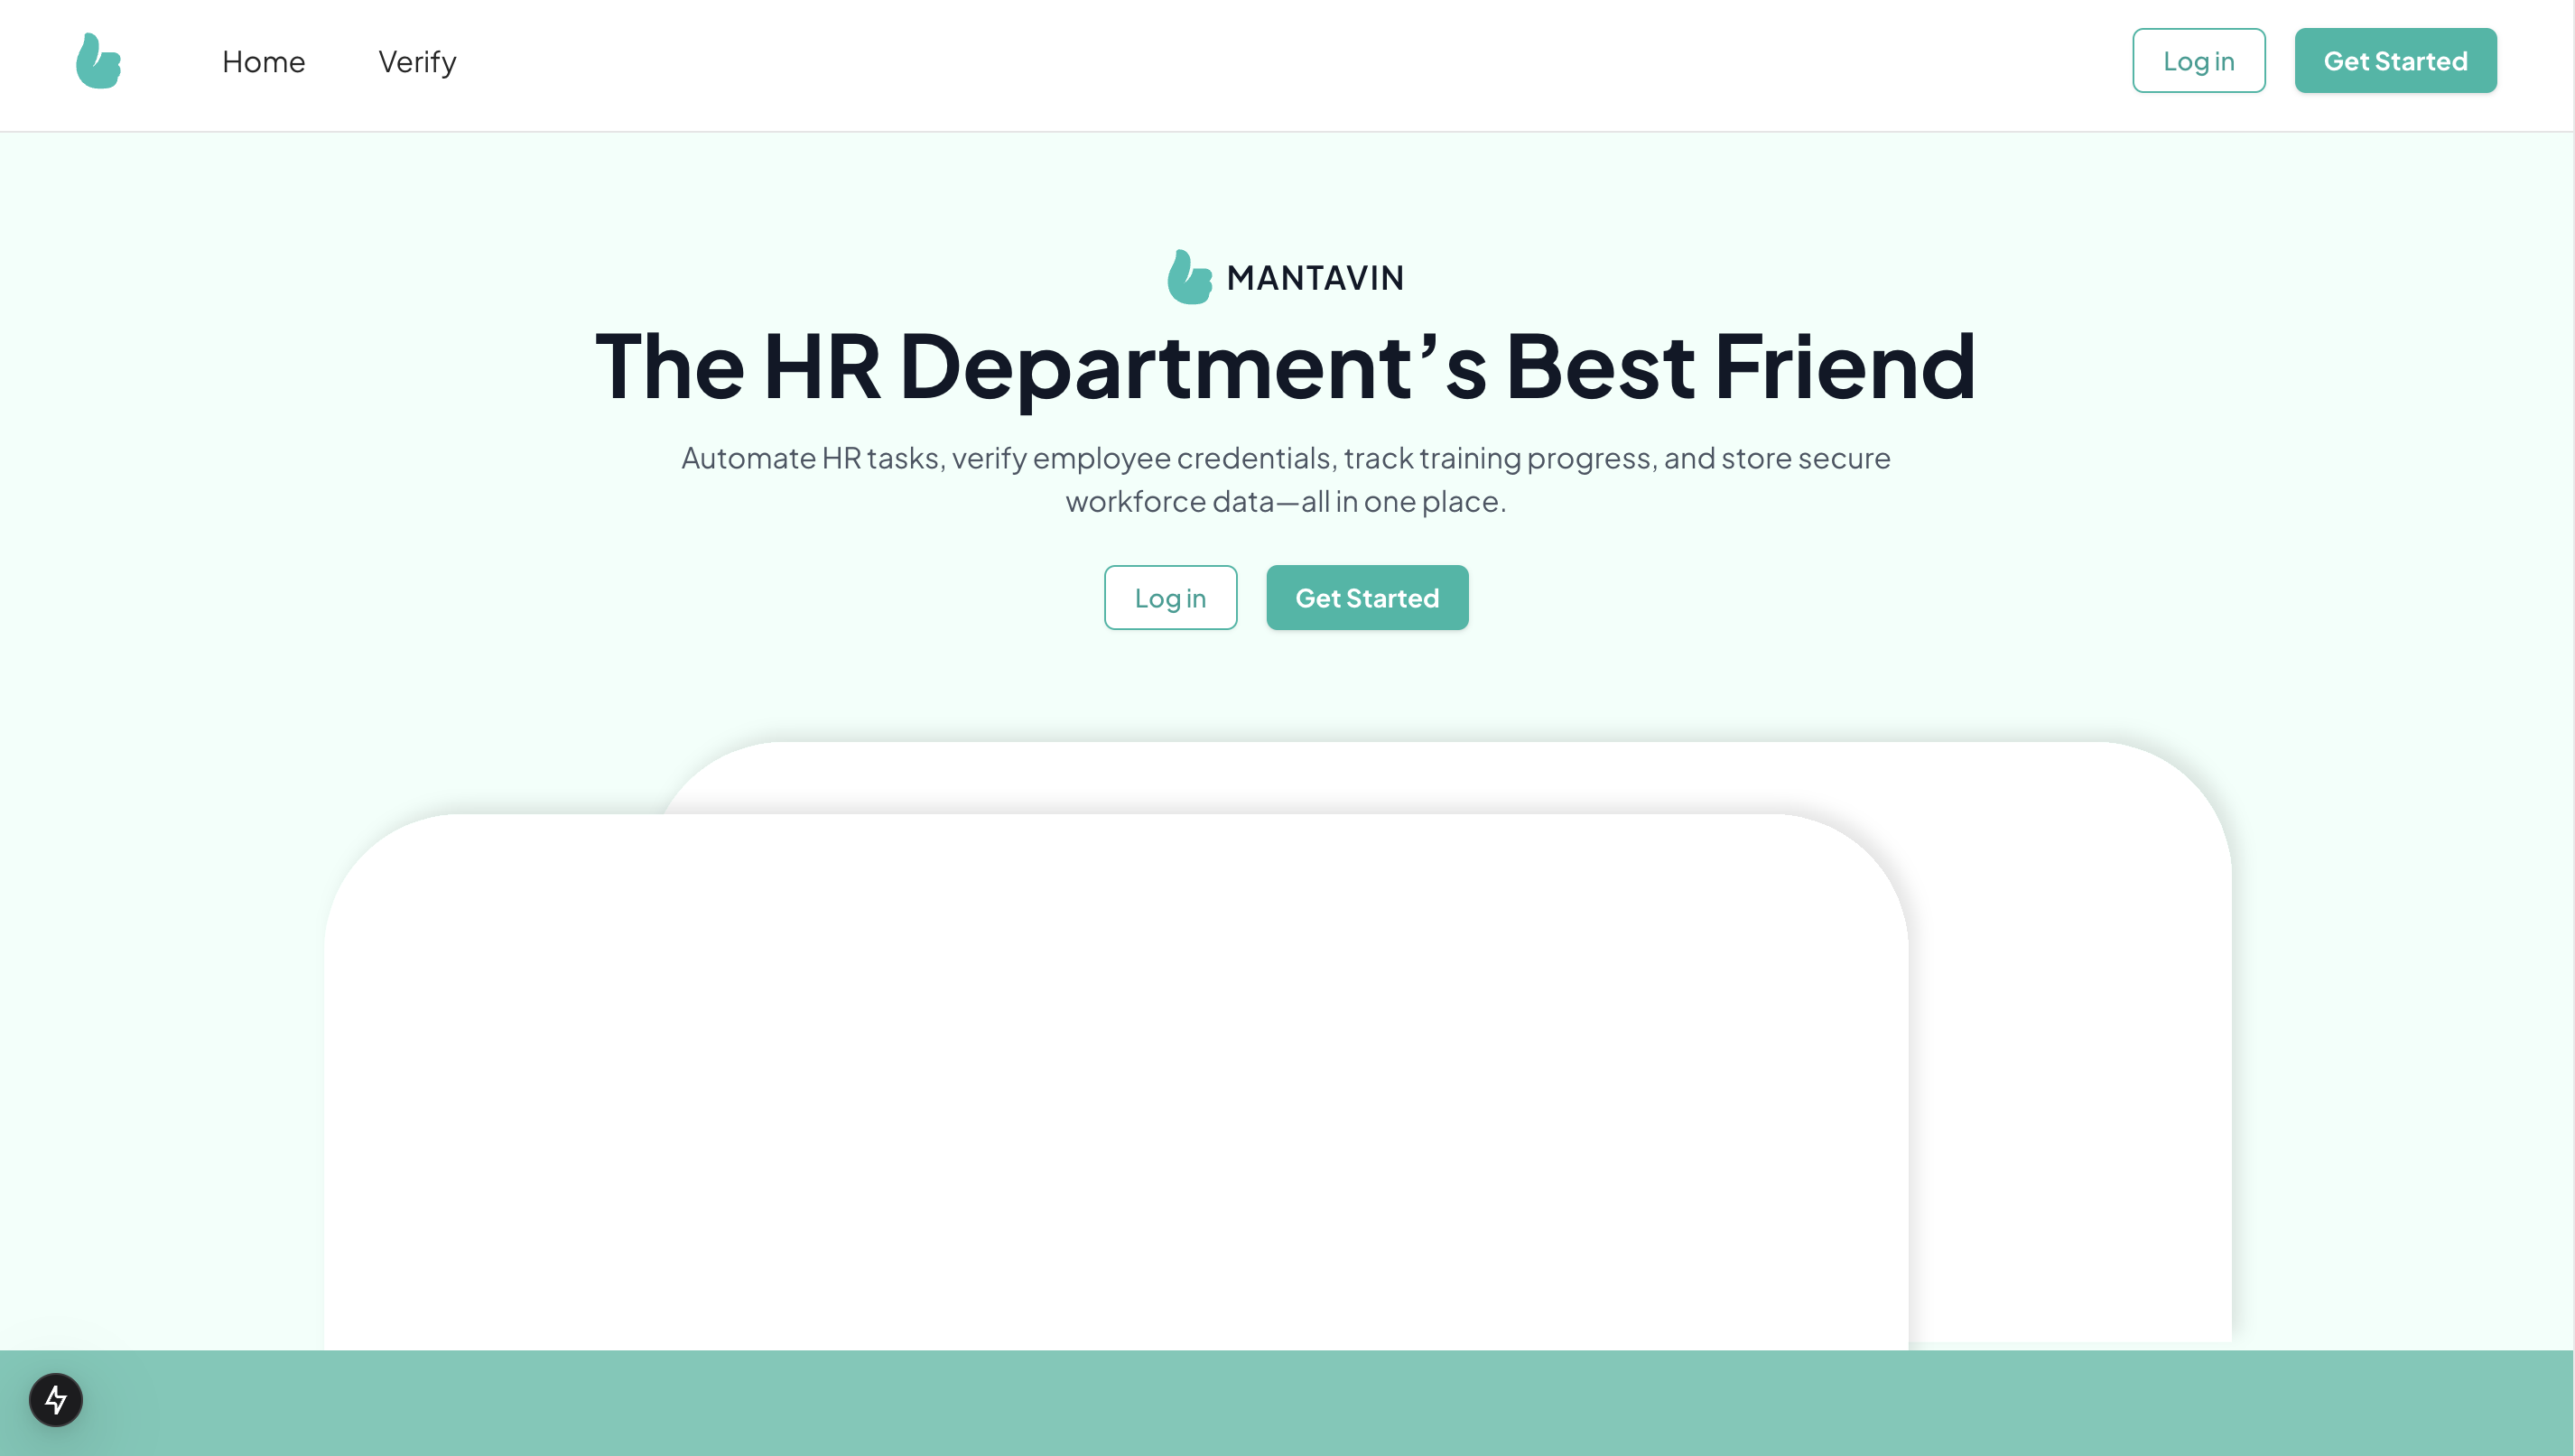 Home
Verify
Log in
Get Started
MANTAVIN
The HR Department’s Best Friend
Automate HR tasks, verify employee credentials, track training progress, and store secure
workforce data—all in one place.
Log in
Get Started